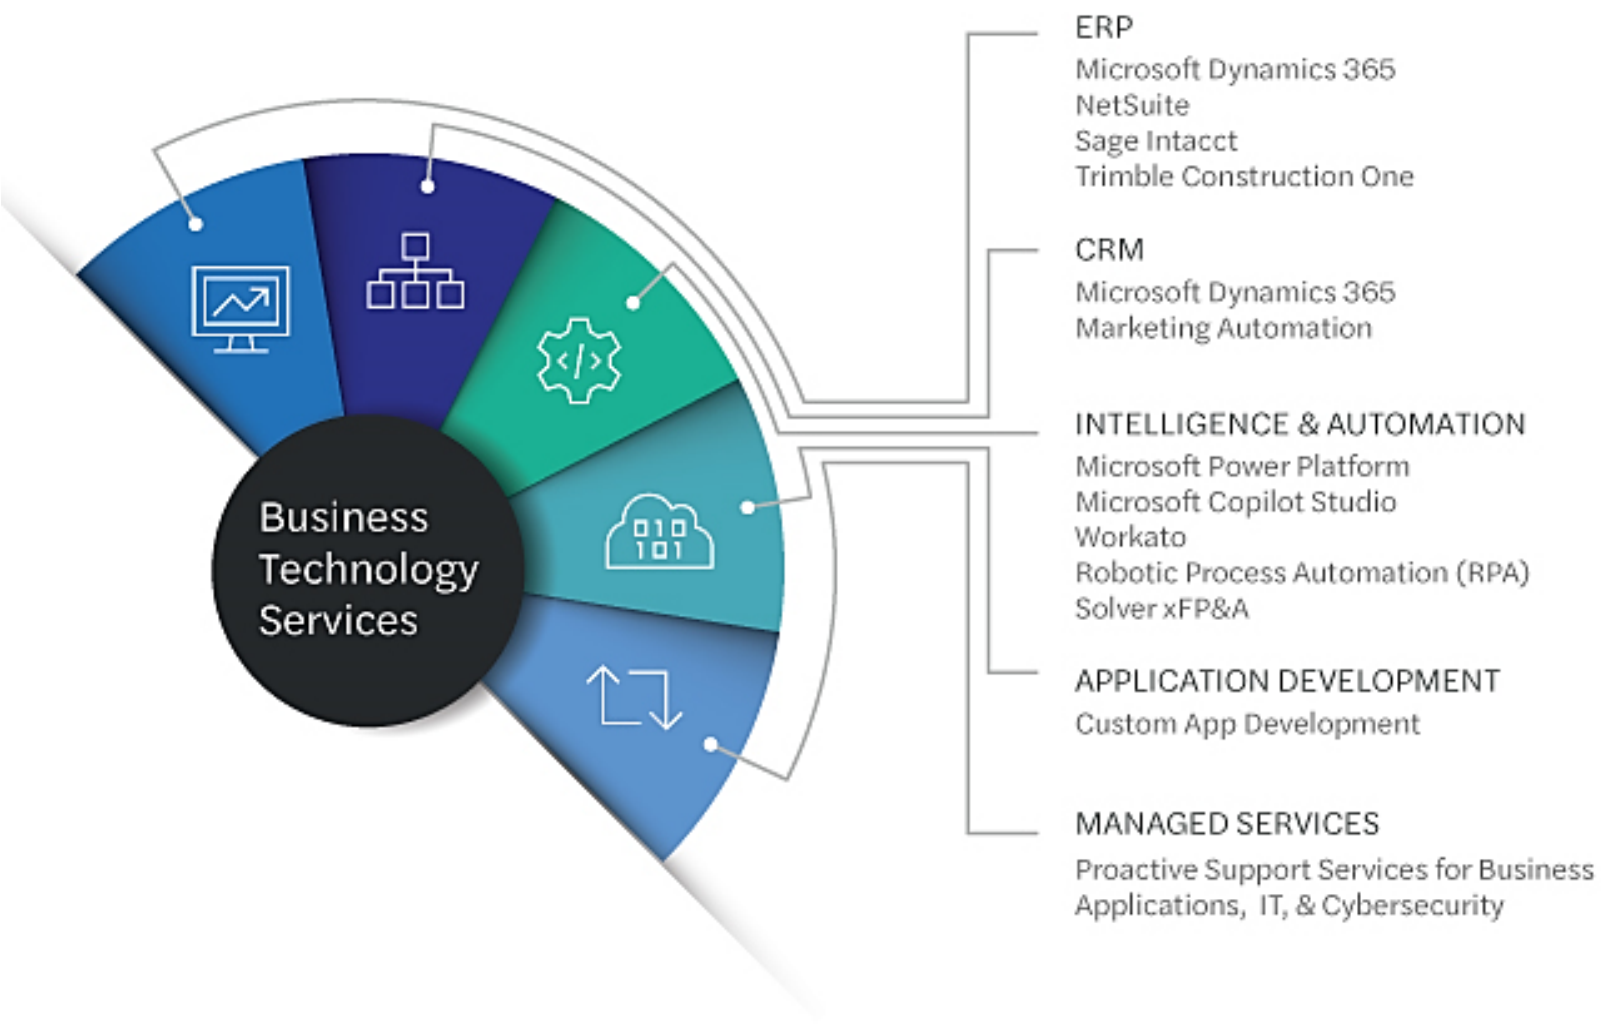 Business
Technology
Services
ERP
Microsoft Dynamics 365
NetSuite
Sage Intacct
Trimble Construction One
CRM
Microsoft Dynamics 365
Marketing Automation
INTELLIGENCE & AUTOMATION
Microsoft Power Platform
Microsoft Copilot Studio
Workato
Robotic Process Automation (RPA)
Solver xFP&A
APPLICATION DEVELOPMENT
Custom App Development
MANAGED SERVICES
Proactive Support Services for Business
Applications, IT, & Cybersecurity
</> 
010
101